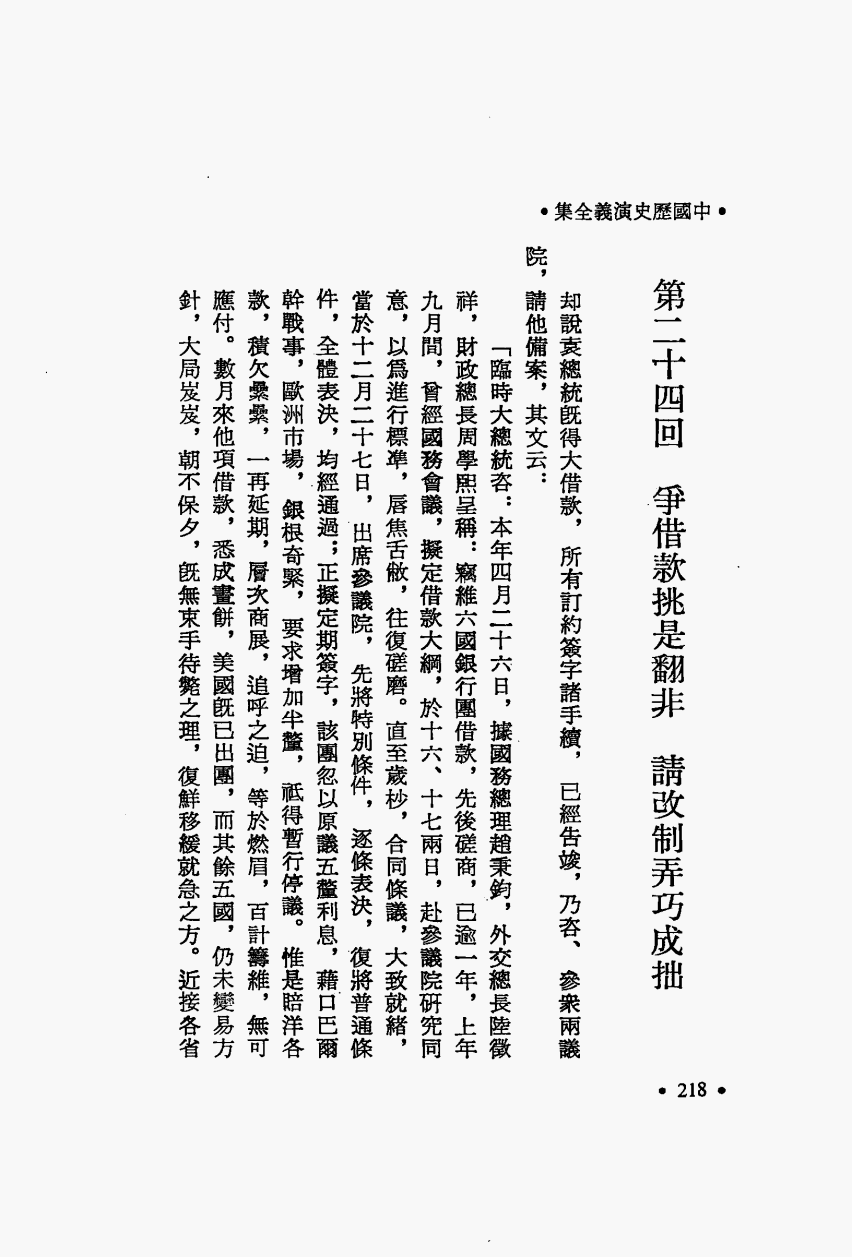 •中國歷史演義全集•
第二十四回　爭借款挑是翻非　請改制弄巧成拙
却說袁總統既得大借款，所有訂約簽字諸手續，已經告竣，乃咨、參衆兩議
院，請他備案，其文云：
「臨時大總統咨：本年四月二十六日，據國務總理趙秉鈞，外交總長陸徵
祥，財政總長周學熙呈稱：竊維六國銀行團借款，先後磋商，已逾一年，上年
九月間，曾經國務會議，擬定借款大綱，於十六、十七兩日，赴參議院研究同
意，以爲進行標準，唇焦舌敝，往復磋磨。直至歲杪，合同條議，大致就緒，
當於十二月二十七日，出席參議院，先將特別條件，逐條表決，復將普通條
件，全體表決，均經通過；正擬定期簽字，該團忽以原議五釐利息，藉口巴爾
幹戰事，歐洲市場，銀根奇緊，要求增加半釐，祗得暫行停議。惟是賠洋各
款，積欠纍纍，一再延期，層次商展，追呼之迫，等於燃眉，百計籌維，無可
應付。數月來他項借款，悉成畫餅，美國既已出團，而其餘五國，仍未變易方
針，大局岌岌，朝不保夕，既無束手待斃之理，復鮮移緩就急之方。近接各省
• 218 •